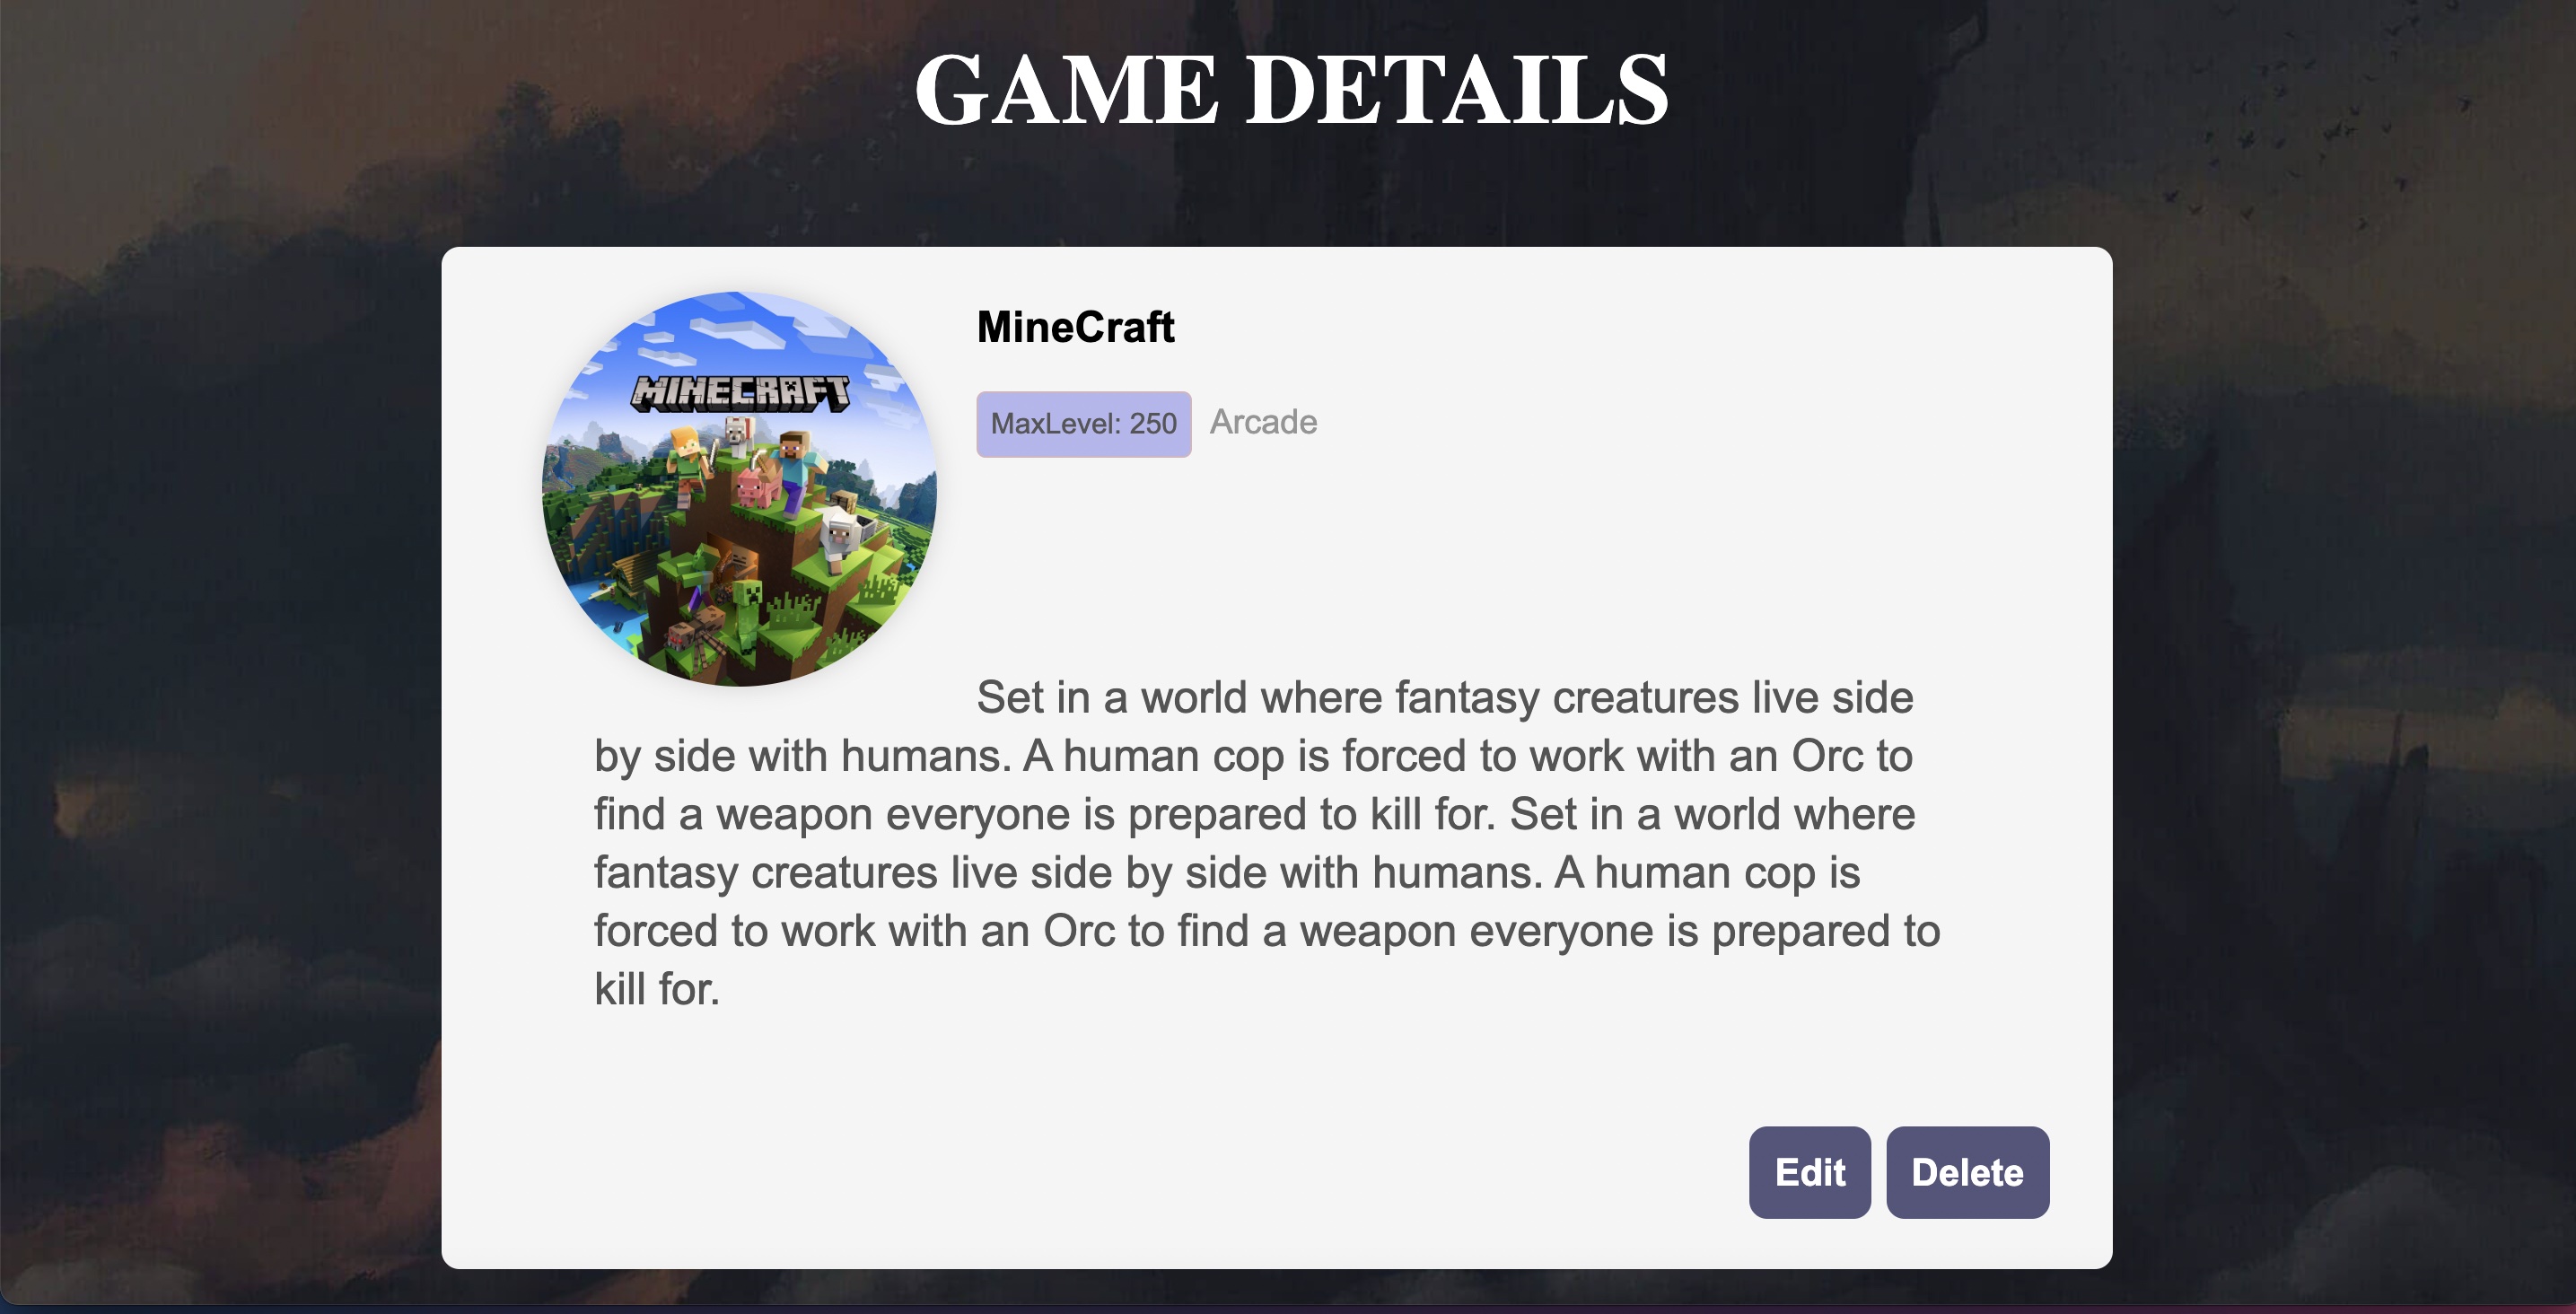 GAME DETAILS
MINECRAFT
MineCraft
MaxLevel: 250 Arcade
Set in a world where fantasy creatures live side
by side with humans. A human cop is forced to work with an Orc to
find a weapon everyone is prepared to kill for. Set in a world where
fantasy creatures live side by side with humans. A human cop is
forced to work with an Orc to find a weapon everyone is prepared to
kill for.
Edit Delete